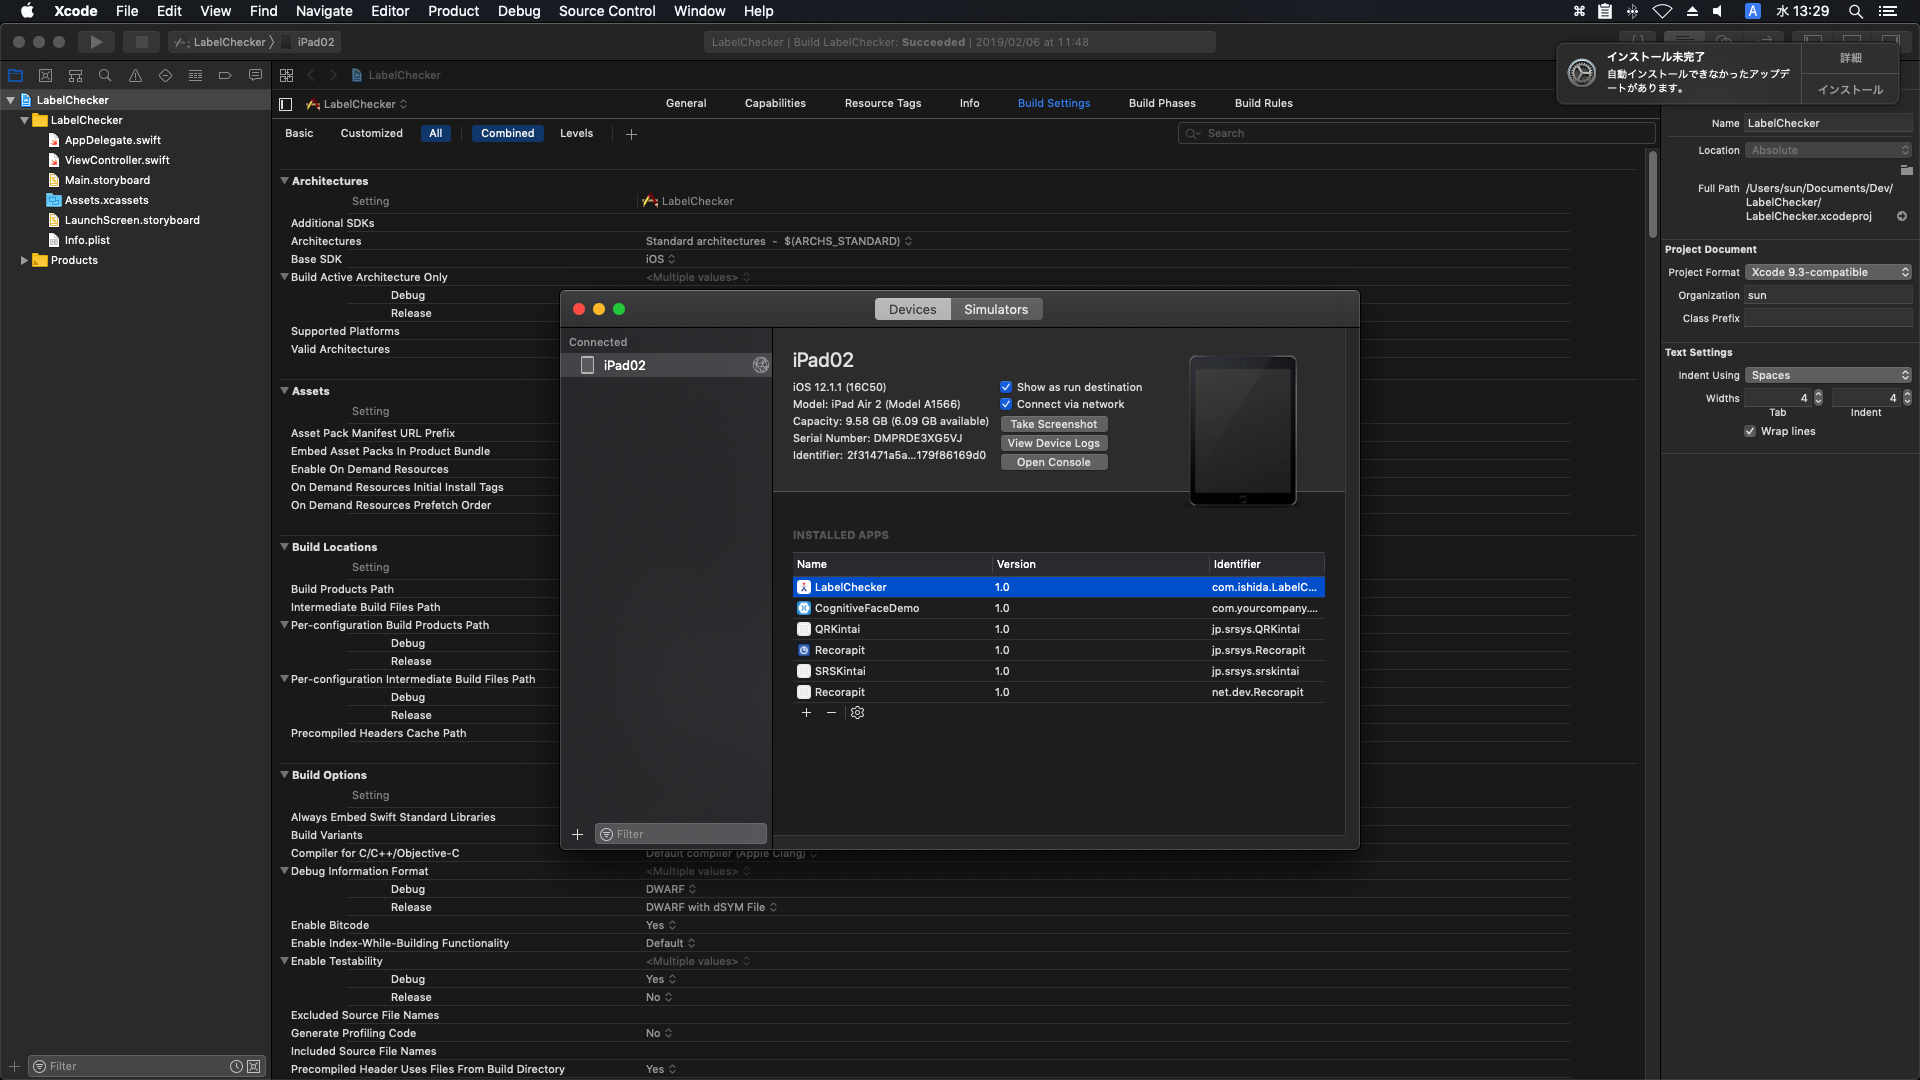 Xcode File Edit View Find Navigate Editor Product Debug Source Control Window Help
A 水 13:29
LabelChecker iPad02
LabelChecker | Build LabelChecker: Succeeded | 2019/02/06 at 11:48
インストール未完了
自動インストールできなかったアップデ
ートがあります。
詳細
インストール
LabelChecker
LabelChecker
AppDelegate.swift
ViewController.swift
Main.storyboard
Assets.xcassets
LaunchScreen.storyboard
Info.plist
Products
Filter
LabelChecker
LabelChecker
General Capabilities Resource Tags Info Build Settings Build Phases Build Rules
Basic Customized All Combined Levels +
Search
Architectures
Setting LabelChecker
Additional SDKs
Architectures Standard architectures - $(ARCHS_STANDARD)
Base SDK iOS
Build Active Architecture Only <Multiple values>
Debug
Release
Supported Platforms
Valid Architectures
Assets
Setting
Asset Pack Manifest URL Prefix
Embed Asset Packs In Product Bundle
Enable On Demand Resources
On Demand Resources Initial Install Tags
On Demand Resources Prefetch Order
Build Locations
Setting
Build Products Path
Intermediate Build Files Path
Per-configuration Build Products Path
Debug
Release
Per-configuration Intermediate Build Files Path
Debug
Release
Precompiled Headers Cache Path
Build Options
Setting
Always Embed Swift Standard Libraries
Build Variants
Compiler for C/C++/Objective-C Default compiler (Apple Clang)
Debug Information Format <Multiple values>
Debug DWARF
Release DWARF with dSYM File
Enable Bitcode Yes
Enable Index-While-Building Functionality Default
Enable Testability <Multiple values>
Debug Yes
Release No
Excluded Source File Names
Generate Profiling Code No
Included Source File Names
Precompiled Header Uses Files From Build Directory Yes
Devices Simulators
Connected
iPad02
Filter
iPad02
iOS 12.1.1 (16C50)
Model: iPad Air 2 (Model A1566)
Capacity: 9.58 GB (6.09 GB available)
Serial Number: DMPRDE3XG5VJ
Identifier: 2f31471a5a...179f86169d0
Show as run destination
Connect via network
Take Screenshot
View Device Logs
Open Console
INSTALLED APPS
Name Version Identifier
LabelChecker 1.0 com.ishida.LabelC...
CognitiveFaceDemo 1.0 com.yourcompany....
QRKintai 1.0 jp.srsys.QRKintai
Recorapit 1.0 jp.srsys.Recorapit
SRSKintai 1.0 jp.srsys.srskintai
Recorapit 1.0 net.dev.Recorapit
Name LabelChecker
Location Absolute
Full Path /Users/sun/Documents/Dev/
LabelChecker/
LabelChecker.xcodeproj
Project Document
Project Format Xcode 9.3-compatible
Organization sun
Class Prefix
Text Settings
Indent Using Spaces
Widths 4 4
Tab Indent
Wrap lines